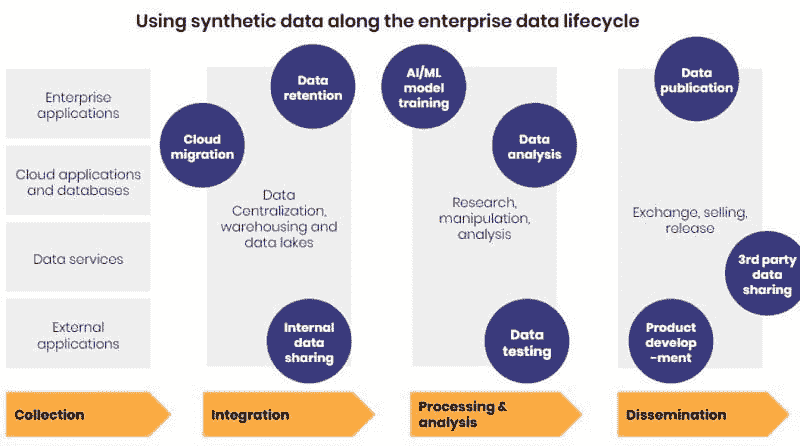 Using synthetic data along the enterprise data lifecycle
Enterprise
applications
Cloud applications
and databases
Data services
External
applications
Cloud
migration
Data
retention
Data
Centralization,
warehousing and
data lakes
Internal
data
sharing
AI/ML
model
training
Data
analysis
Research,
manipulation,
analysis
Data
testing
Data
publication
Exchange, selling,
release
3rd party
data
sharing
Product
develop
-ment
Collection
Integration
Processing &
analysis
Dissemination